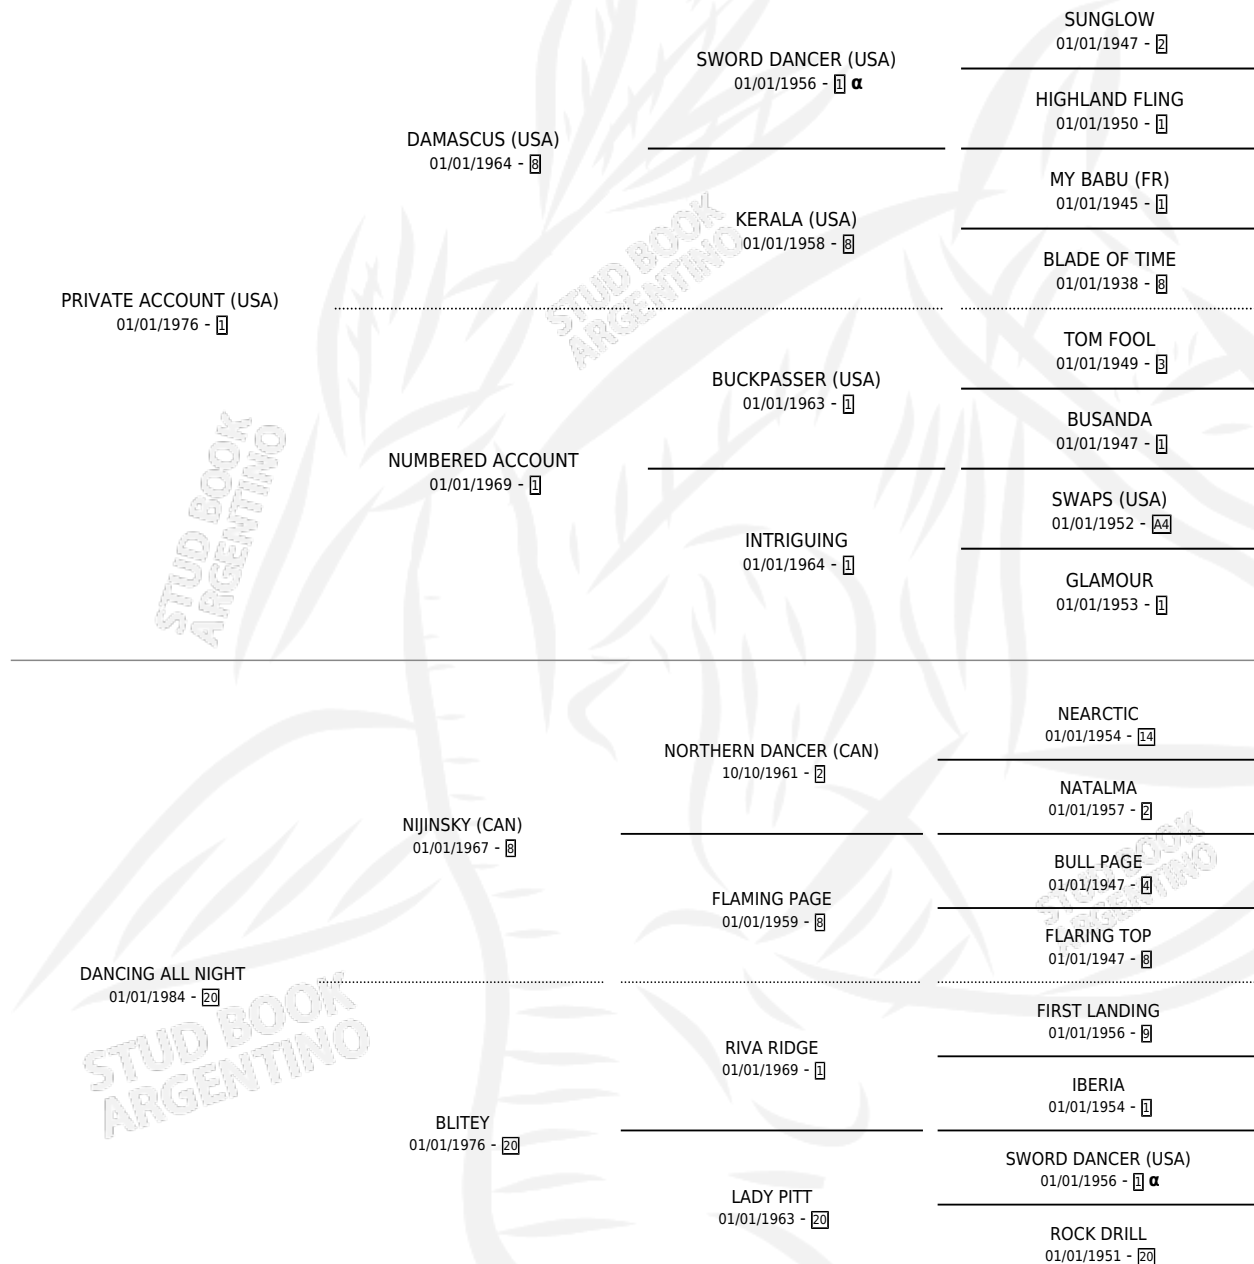 SUNGLOW
01/01/1947 - 2
SWORD DANCER (USA)
01/01/1956 - 1 α
HIGHLAND FLING
01/01/1950 - 1
DAMASCUS (USA)
01/01/1964 - 8
MY BABU (FR)
01/01/1945 - 1
KERALA (USA)
01/01/1958 - 8
BLADE OF TIME
01/01/1938 - 8
PRIVATE ACCOUNT (USA)
01/01/1976 - 1
TOM FOOL
01/01/1949 - 3
BUCKPASSER (USA)
01/01/1963 - 1
BUSANDA
01/01/1947 - 1
NUMBERED ACCOUNT
01/01/1969 - 1
SWAPS (USA)
01/01/1952 - A4
INTRIGUING
01/01/1964 - 1
GLAMOUR
01/01/1953 - 1
NEARCTIC
01/01/1954 - 14
NORTHERN DANCER (CAN)
10/10/1961 - 2
NATALMA
01/01/1957 - 2
NIJINSKY (CAN)
01/01/1967 - 8
BULL PAGE
01/01/1947 - 4
FLAMING PAGE
01/01/1959 - 8
FLARING TOP
01/01/1947 - 8
DANCING ALL NIGHT
01/01/1984 - 20
FIRST LANDING
01/01/1956 - 9
RIVA RIDGE
01/01/1969 - 1
IBERIA
01/01/1954 - 1
BLITEY
01/01/1976 - 20
SWORD DANCER (USA)
01/01/1956 - 1 α
LADY PITT
01/01/1963 - 20
ROCK DRILL
01/01/1951 - 20
STUD BOOK
ARGENTINO
STUD BOOK
ARGENTINO
STUD BOOK
ARGENTINO
STUD BOOK
ARGENTINO